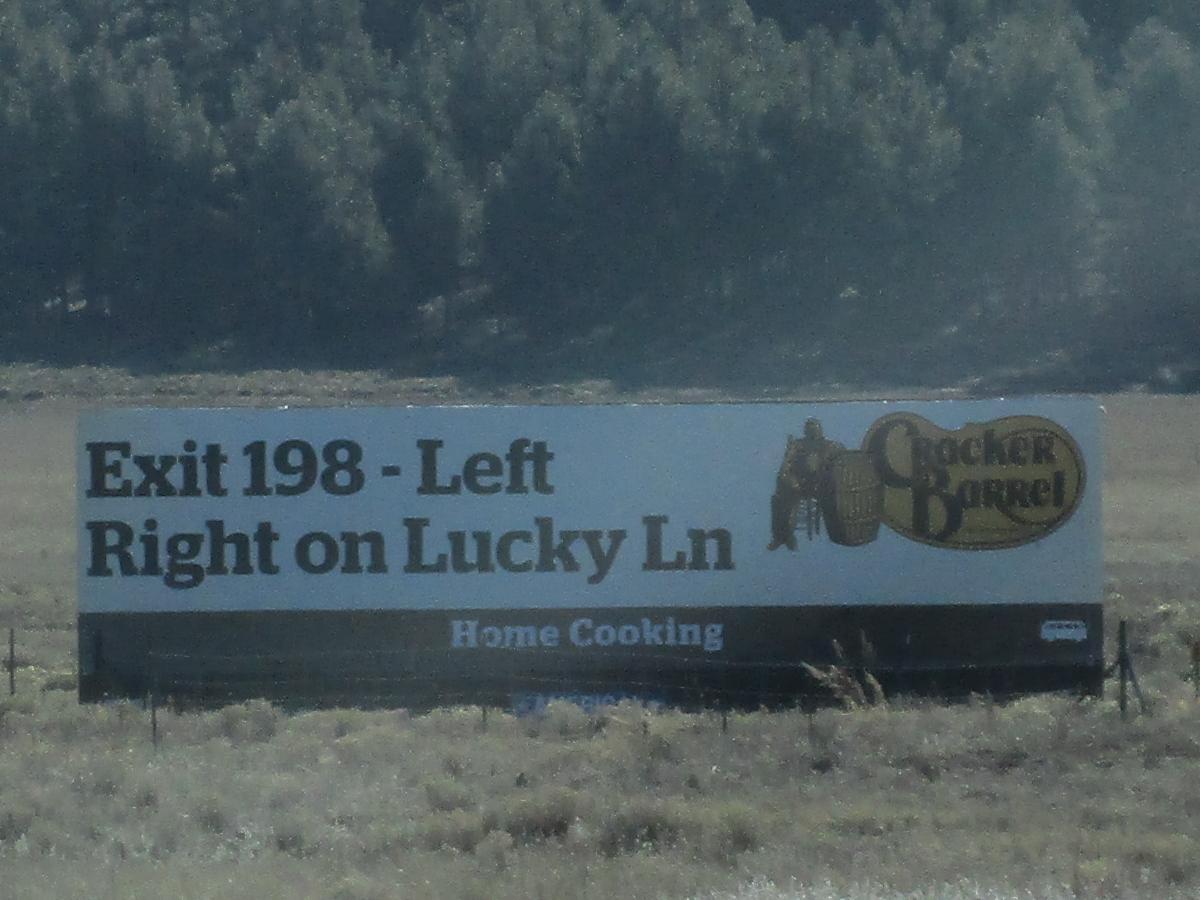 Exit 198 - Left
Right on Lucky Ln
Cracker
Barrel
Home Cooking